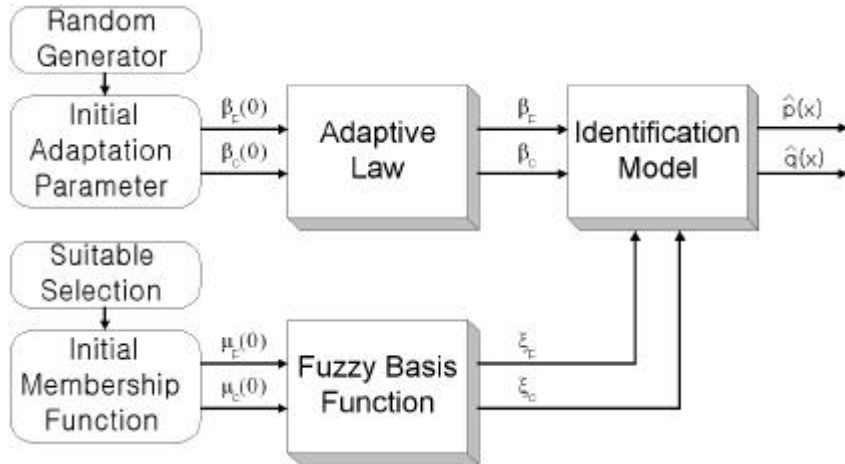 Random
Generator
Initial
Adaptation
Parameter
β_F(0)
β_C(0)
Adaptive
Law
β_F
β_C
Identification
Model
p̂(x)
q̂(x)
Suitable
Selection
Initial
Membership
Function
μ_F(0)
μ_C(0)
Fuzzy Basis
Function
ξ_F
ξ_C